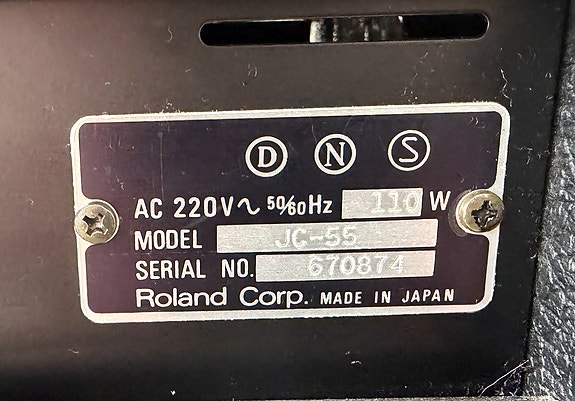 D N S
AC 220V~ 50/60Hz 110 W
MODEL JC-55
SERIAL NO. 670874
Roland Corp. MADE IN JAPAN